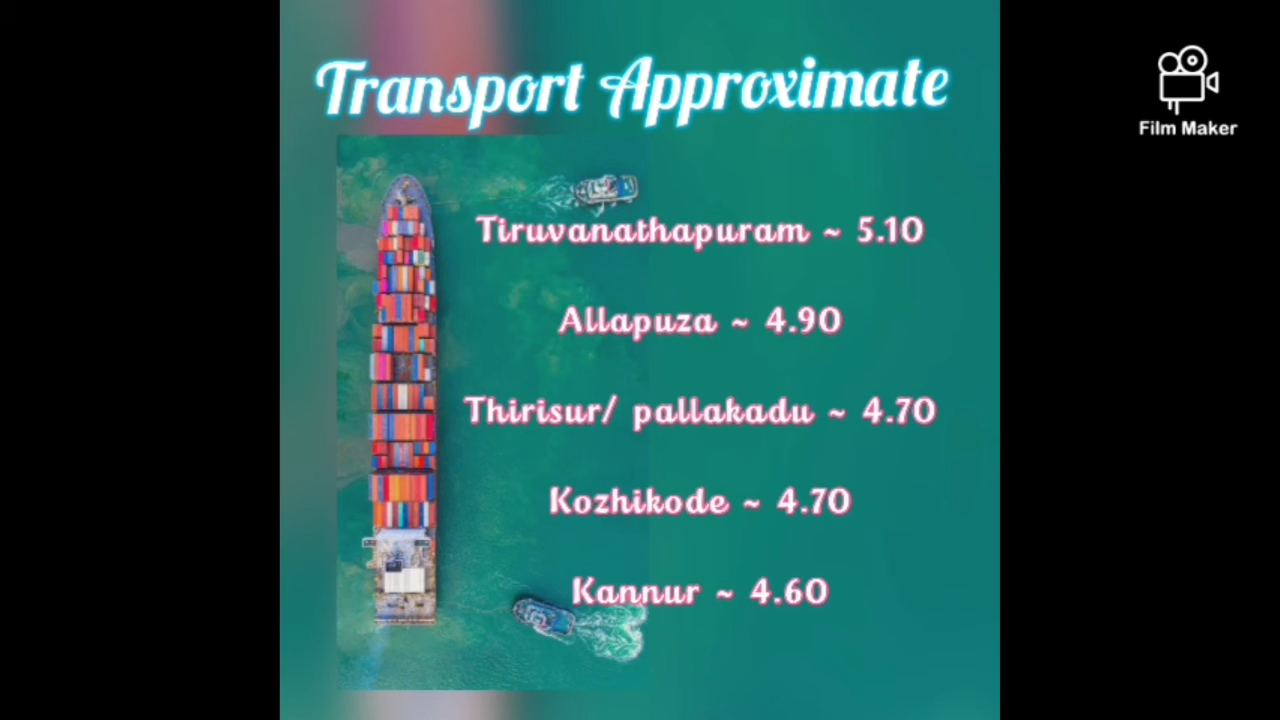 Transport Approximate
Film Maker
Tiruvanathapuram ~ 5.10
Allapuza ~ 4.90
Thirisur/ pallakadu ~ 4.70
Kozhikode ~ 4.70
Kannur ~ 4.60